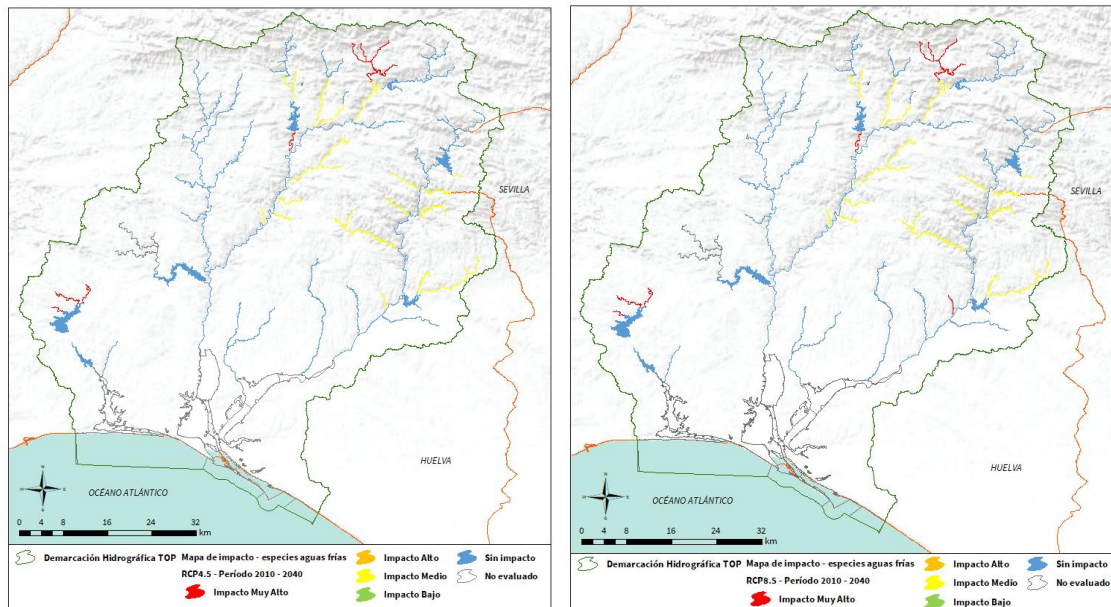 SEVILLA
HUELVA
OCÉANO ATLÁNTICO
N
W E
S
0 4 8 16 24 32
km
Demarcación Hidrográfica TOP
Mapa de impacto - especies aguas frías
RCP4.5 - Período 2010 - 2040
Impacto Muy Alto
Impacto Alto
Impacto Medio
Impacto Bajo
Sin impacto
No evaluado
SEVILLA
HUELVA
OCÉANO ATLÁNTICO
N
W E
S
0 4 8 16 24 32
km
Demarcación Hidrográfica TOP
Mapa de impacto - especies aguas frías
RCP8.5 - Período 2010 - 2040
Impacto Muy Alto
Impacto Alto
Impacto Medio
Impacto Bajo
Sin impacto
No evaluado